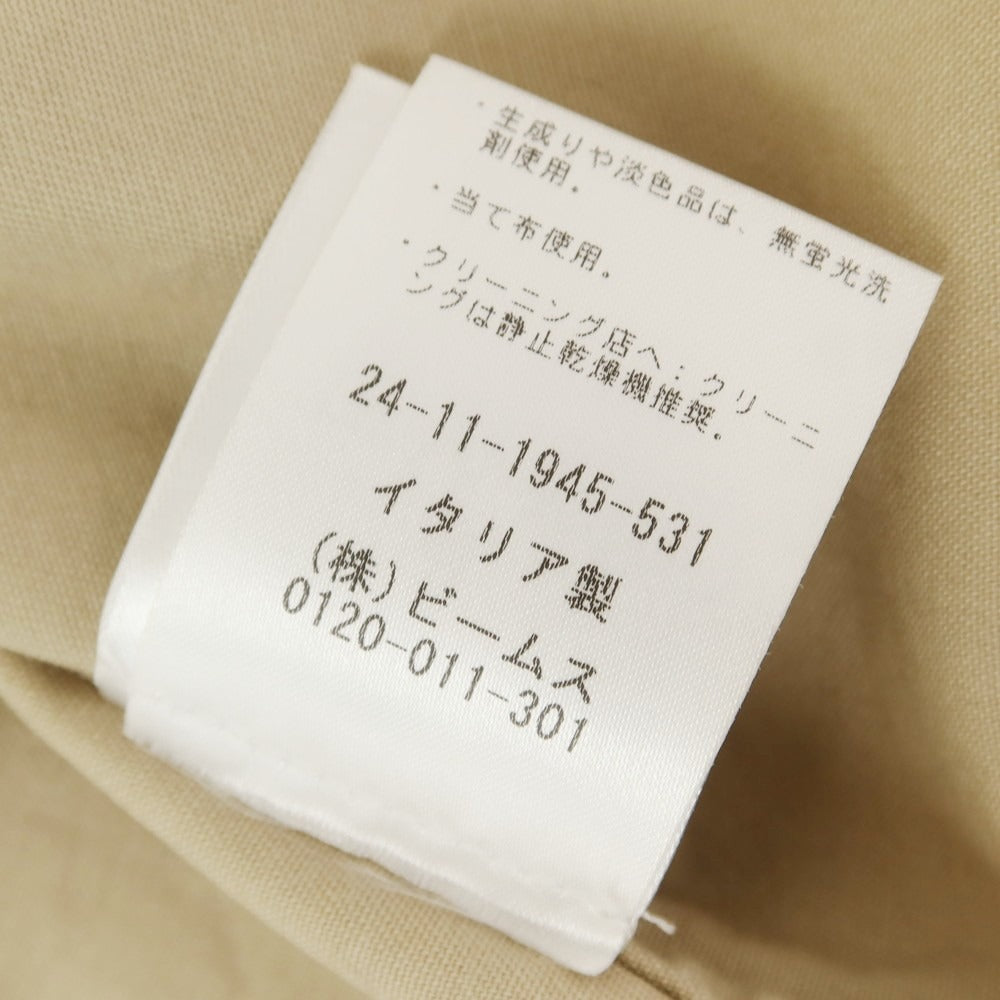 ・生成りや淡色品は、無蛍光洗
剤使用。
・当て布使用。
・クリーニング店へ：クリーニ
ングは静止乾燥機推奨。
24-11-1945-531
イタリア製
(株)ビームス
0120-011-301